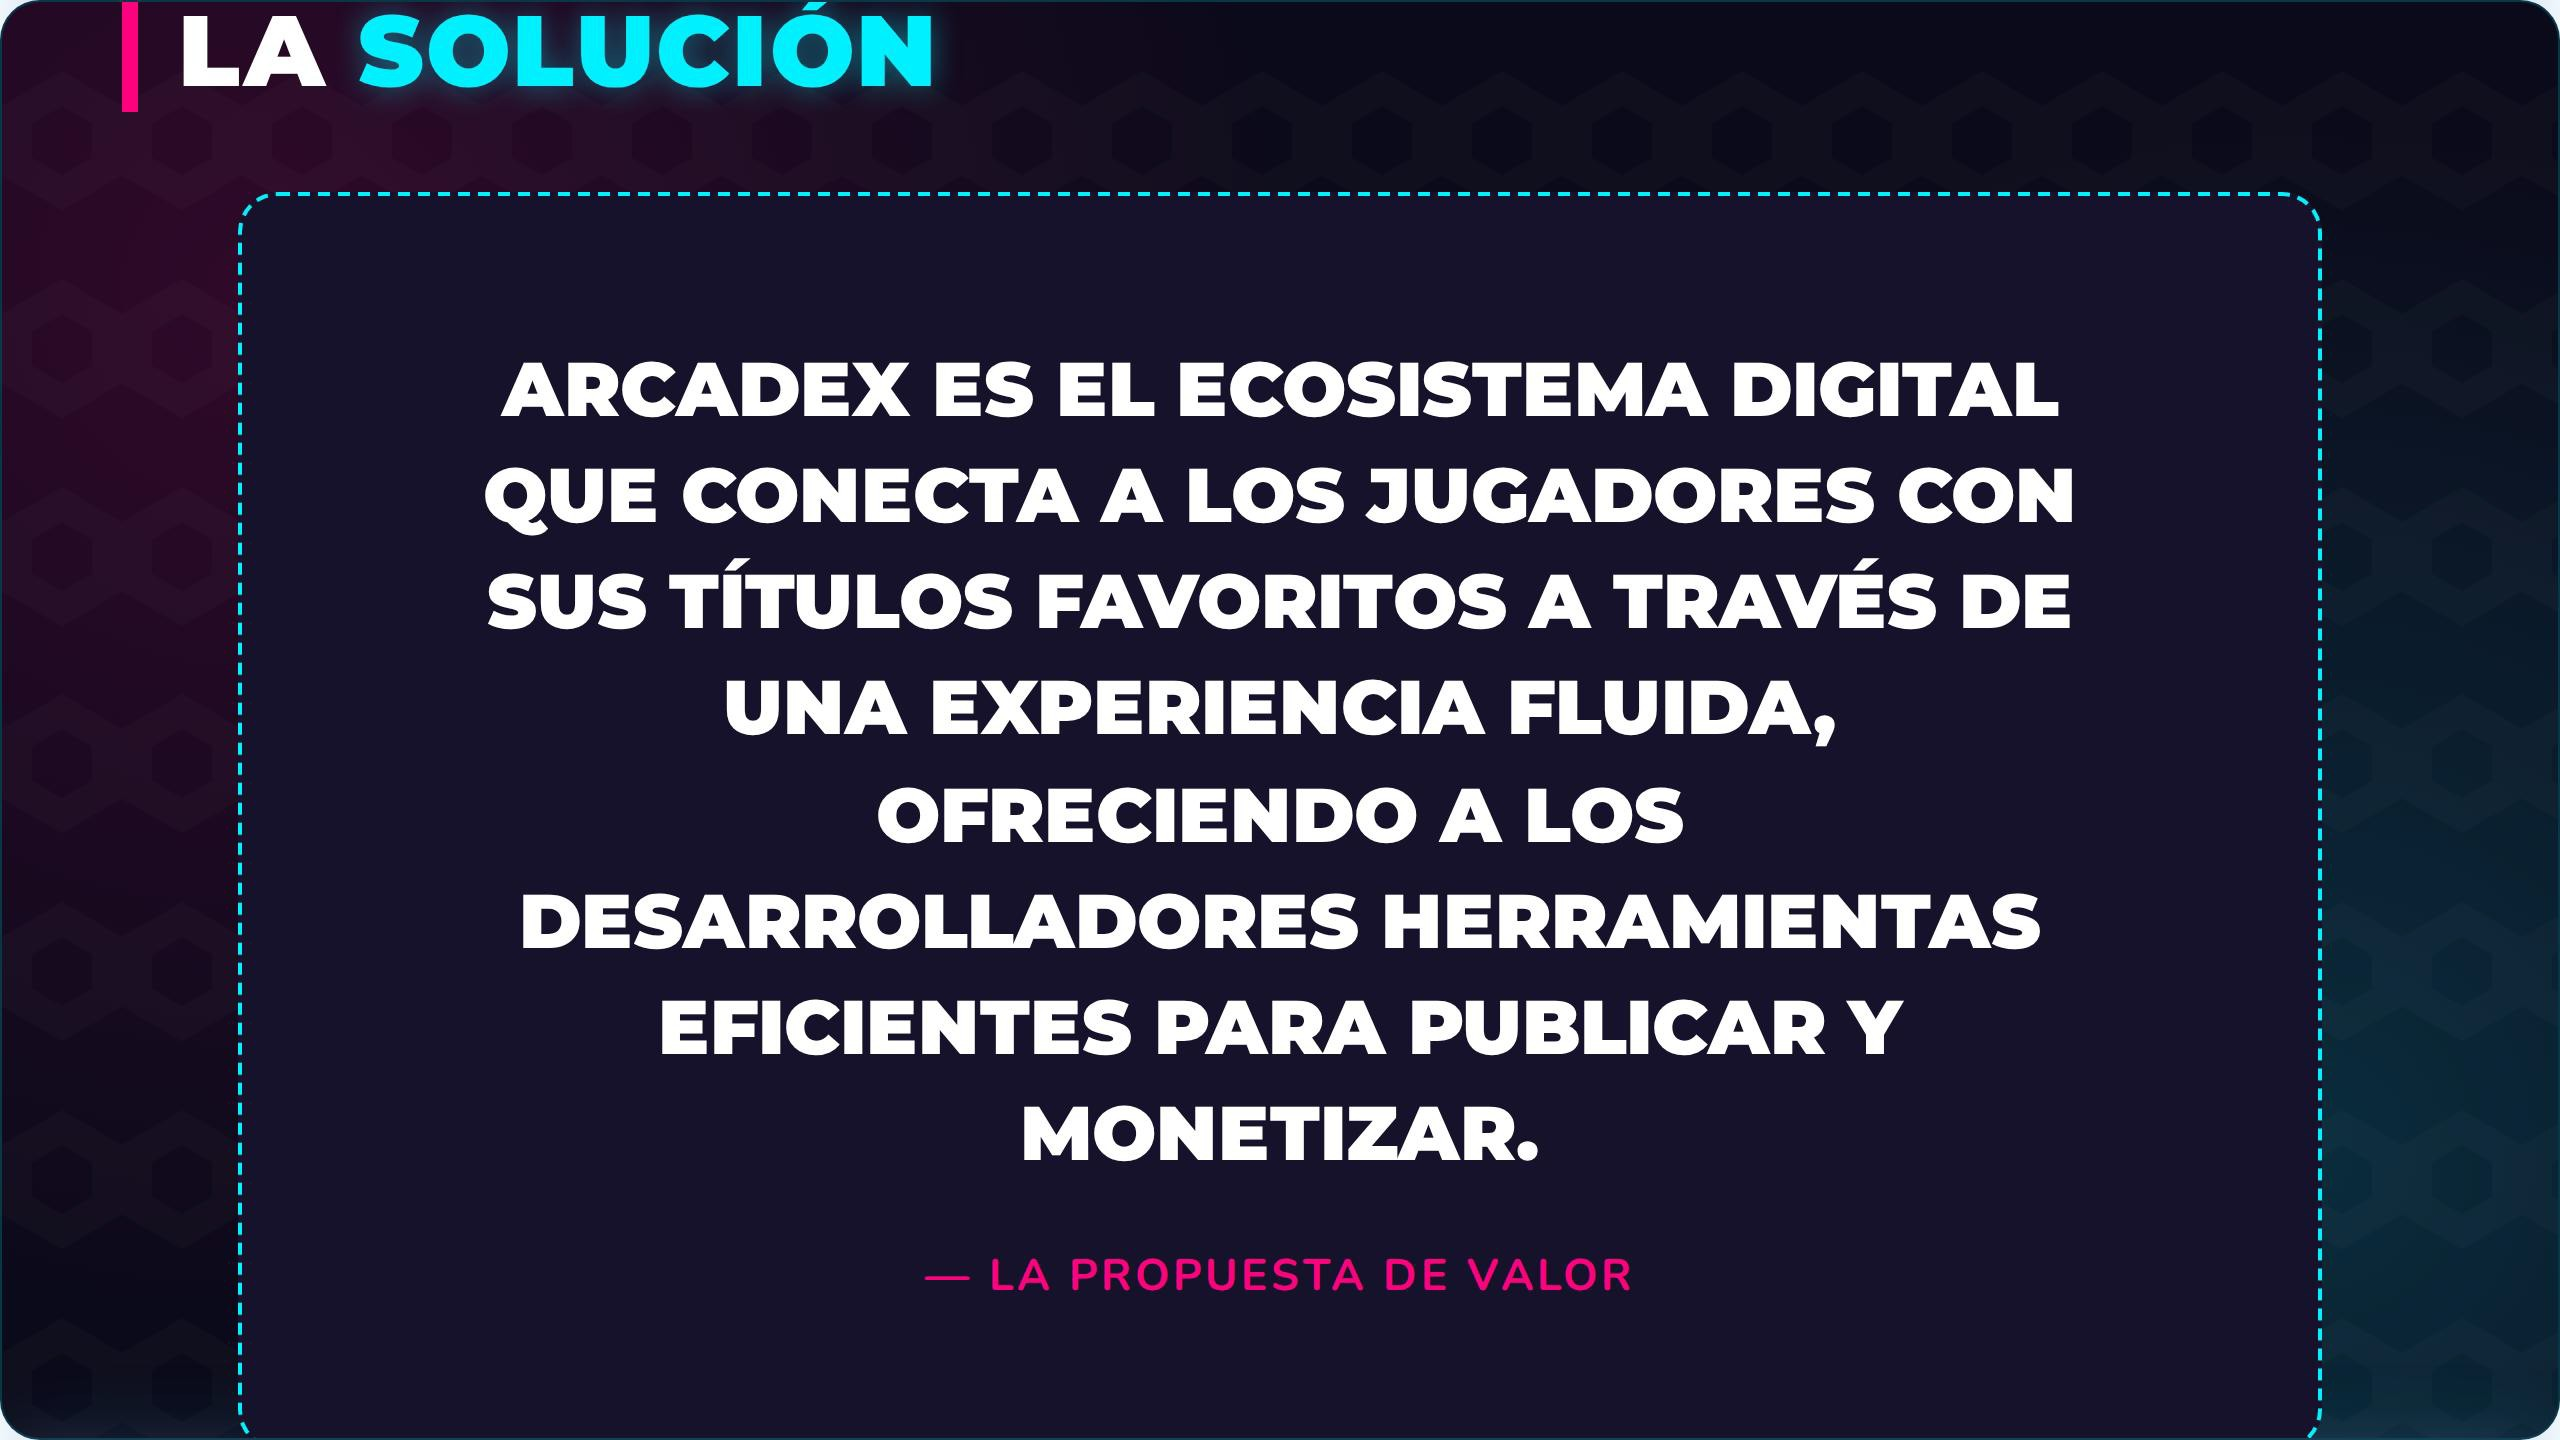 LA SOLUCIÓN
ARCADEX ES EL ECOSISTEMA DIGITAL
QUE CONECTA A LOS JUGADORES CON
SUS TÍTULOS FAVORITOS A TRAVÉS DE
UNA EXPERIENCIA FLUIDA,
OFRECIENDO A LOS
DESARROLLADORES HERRAMIENTAS
EFICIENTES PARA PUBLICAR Y
MONETIZAR.
— LA PROPUESTA DE VALOR